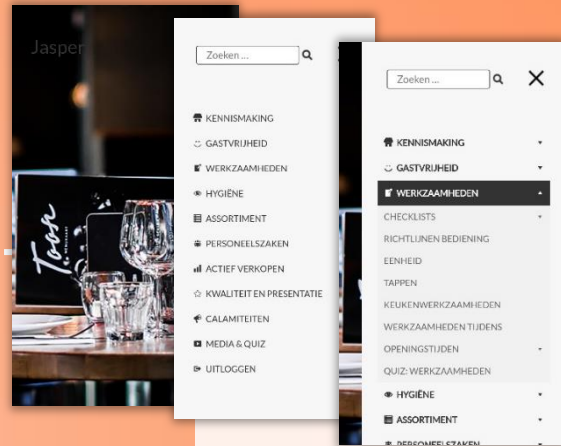 Jasper
Toon
Zoeken ...
KENNISMAKING
GASTVRIJHEID
WERKZAAMHEDEN
HYGIËNE
ASSORTIMENT
PERSONEELSZAKEN
ACTIEF VERKOPEN
KWALITEIT EN PRESENTATIE
CALAMITEITEN
MEDIA & QUIZ
UITLOGGEN
Zoeken ...
KENNISMAKING
GASTVRIJHEID
WERKZAAMHEDEN
CHECKLISTS
RICHTLIJNEN BEDIENING
EENHEID
TAPPEN
KEUKENWERKZAAMHEDEN
WERKZAAMHEDEN TIJDENS
OPENINGSTIJDEN
QUIZ: WERKZAAMHEDEN
HYGIËNE
ASSORTIMENT
PERSONEELSZAKEN